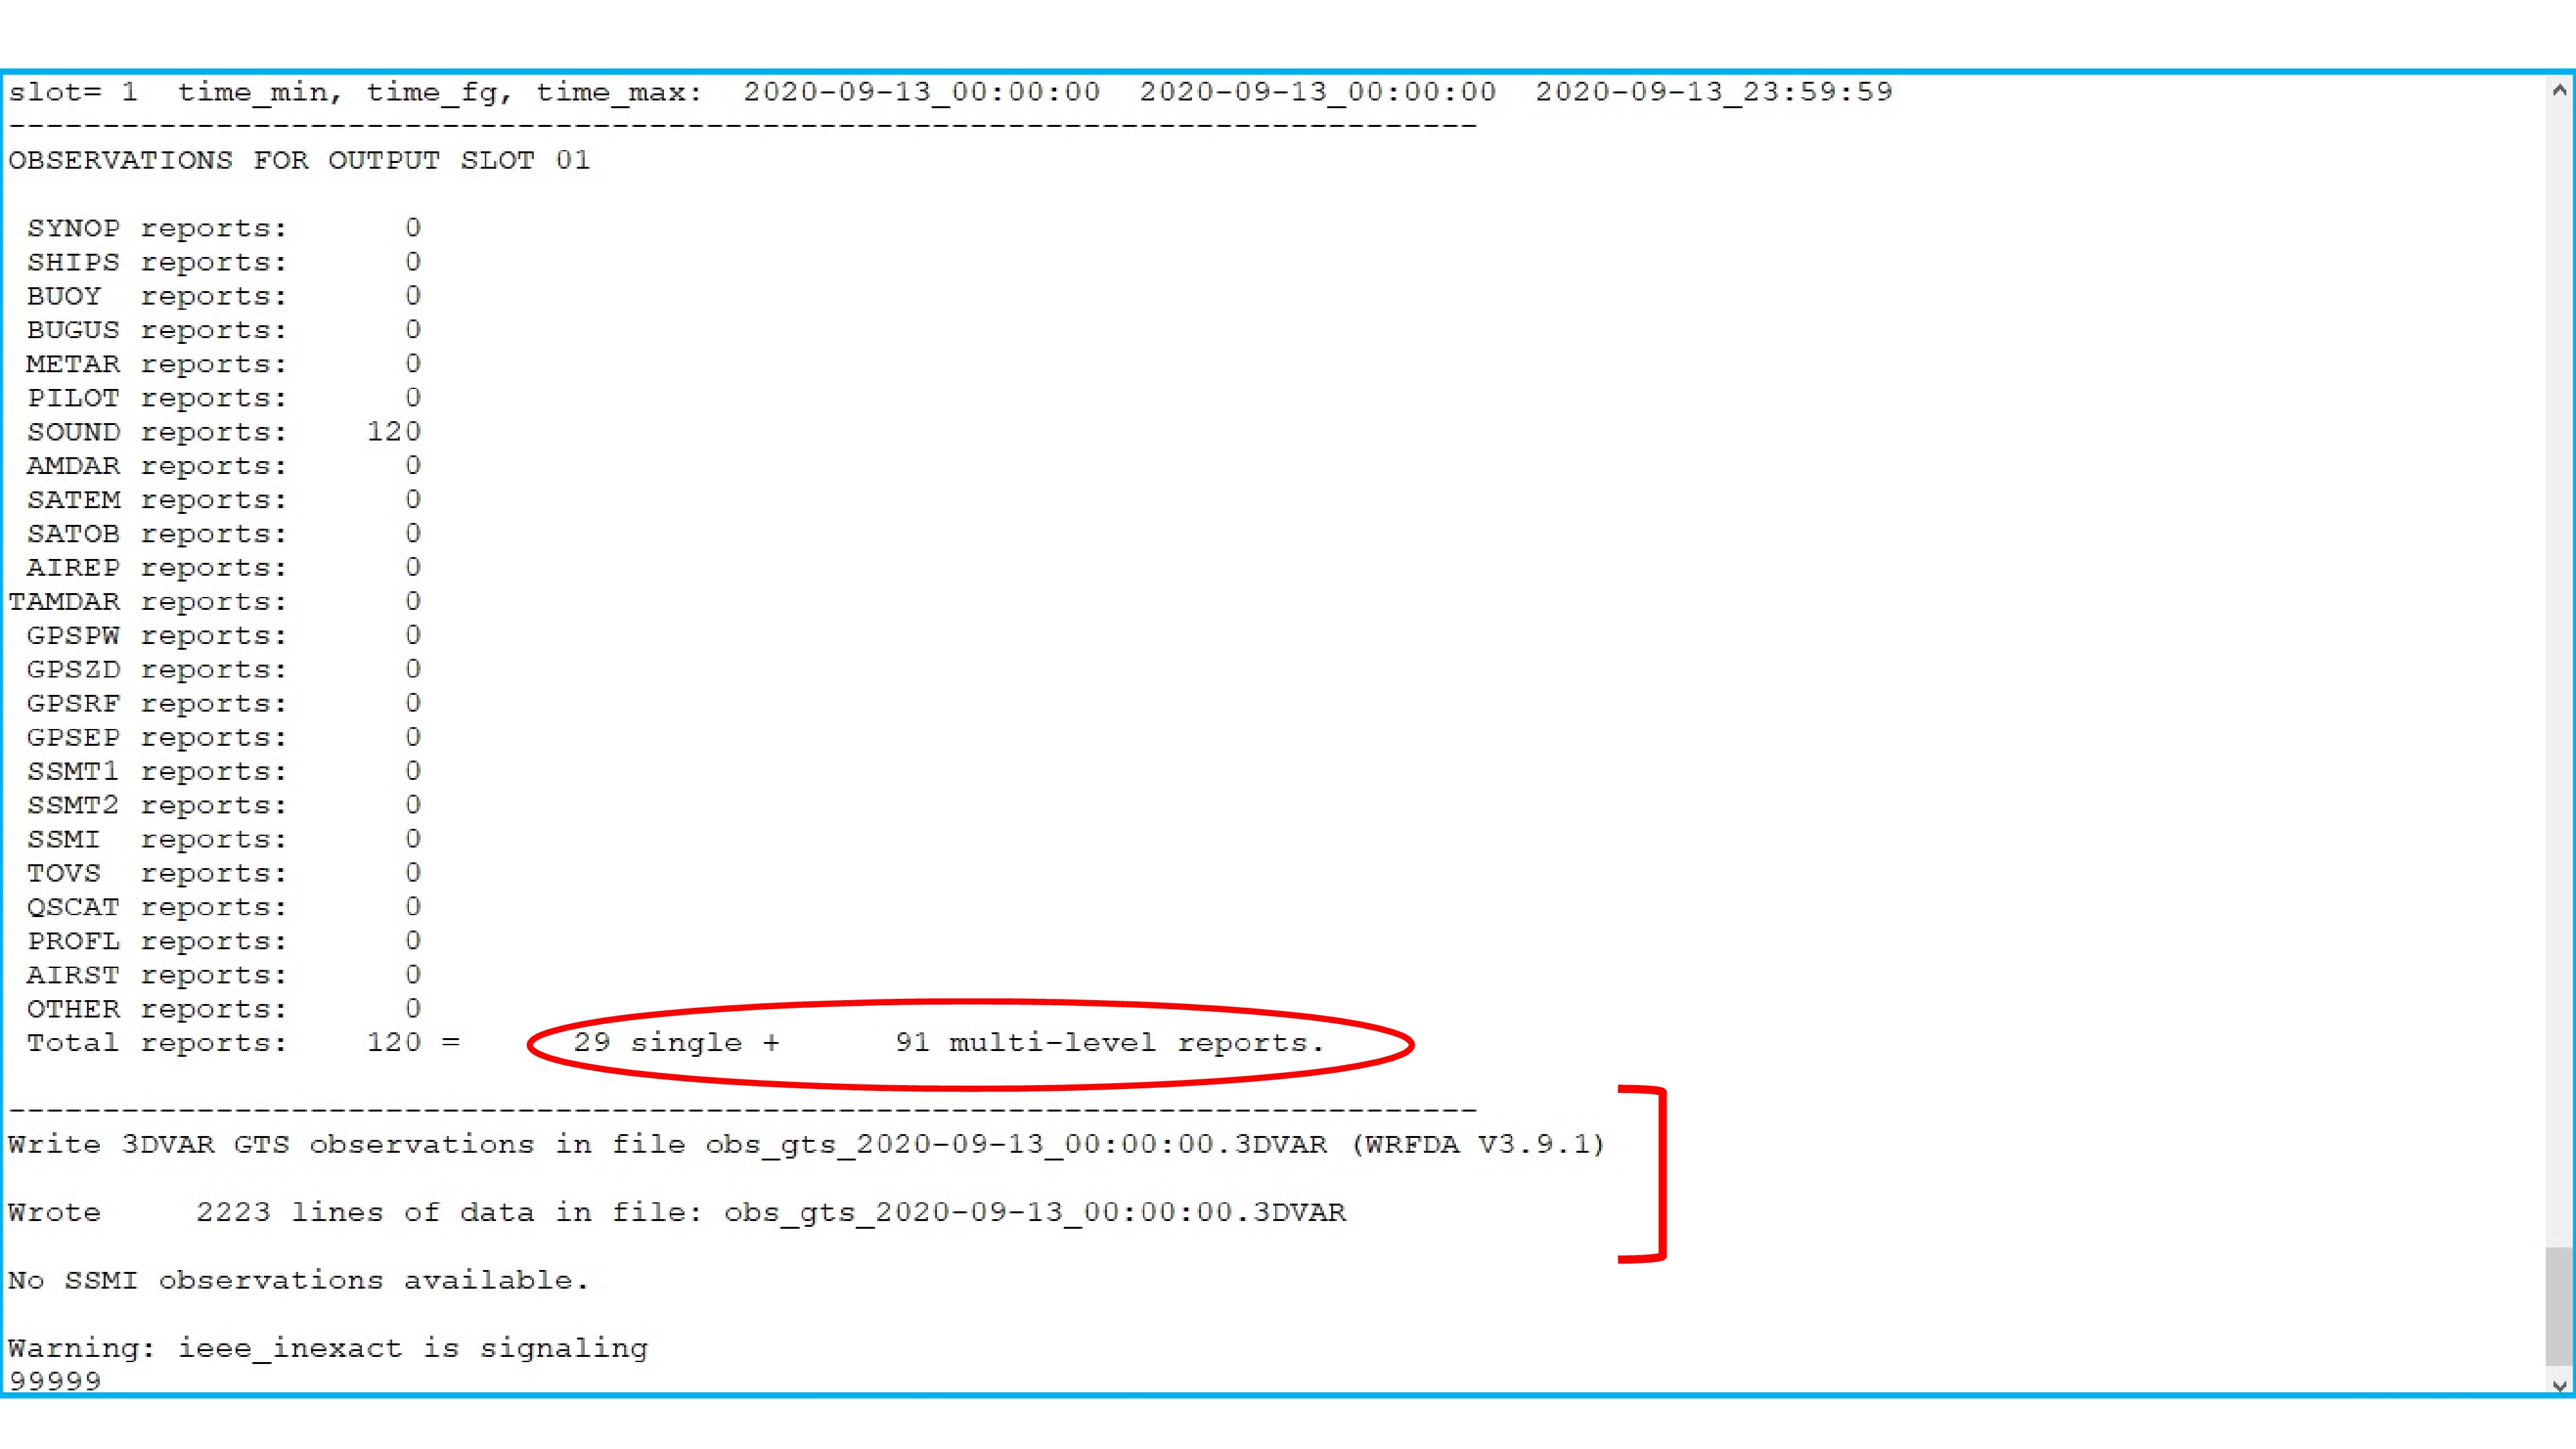 slot= 1  time_min, time_fg, time_max:  2020-09-13_00:00:00  2020-09-13_00:00:00  2020-09-13_23:59:59
------------------------------------------------------------------------------
OBSERVATIONS FOR OUTPUT SLOT 01
SYNOP reports:      0
SHIPS reports:      0
BUOY  reports:      0
BUGUS reports:      0
METAR reports:      0
PILOT reports:      0
SOUND reports:    120
AMDAR reports:      0
SATEM reports:      0
SATOB reports:      0
AIREP reports:      0
TAMDAR reports:      0
GPSPW reports:      0
GPSZD reports:      0
GPSRF reports:      0
GPSEP reports:      0
SSMT1 reports:      0
SSMT2 reports:      0
SSMI  reports:      0
TOVS  reports:      0
QSCAT reports:      0
PROFL reports:      0
AIRST reports:      0
OTHER reports:      0
Total reports:    120 =      29 single +      91 multi-level reports.
------------------------------------------------------------------------------
Write 3DVAR GTS observations in file obs_gts_2020-09-13_00:00:00.3DVAR (WRFDA V3.9.1)
Wrote     2223 lines of data in file: obs_gts_2020-09-13_00:00:00.3DVAR
No SSMI observations available.
Warning: ieee_inexact is signaling
99999